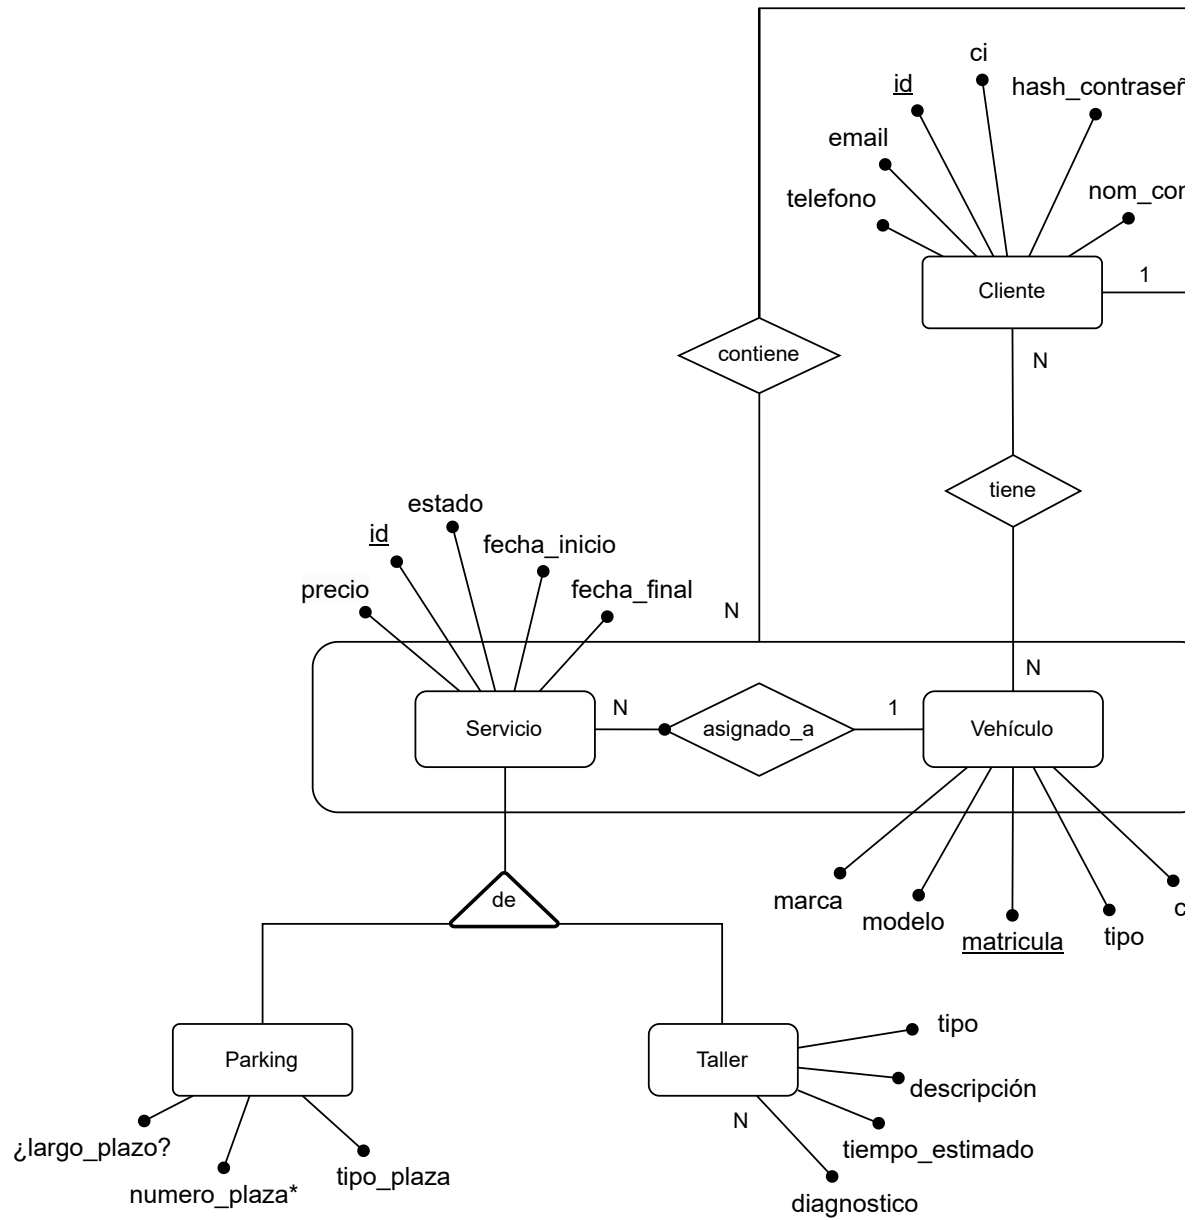 ci
id
hash_contraseñ
email
nom_con
telefono
Cliente
1
N
contiene
tiene
estado
id
fecha_inicio
precio
fecha_final
N
N
Servicio
N
asignado_a
1
Vehículo
de
marca
modelo
matricula
tipo
c
Parking
Taller
tipo
descripción
N
tiempo_estimado
¿largo_plazo?
numero_plaza*
tipo_plaza
diagnostico